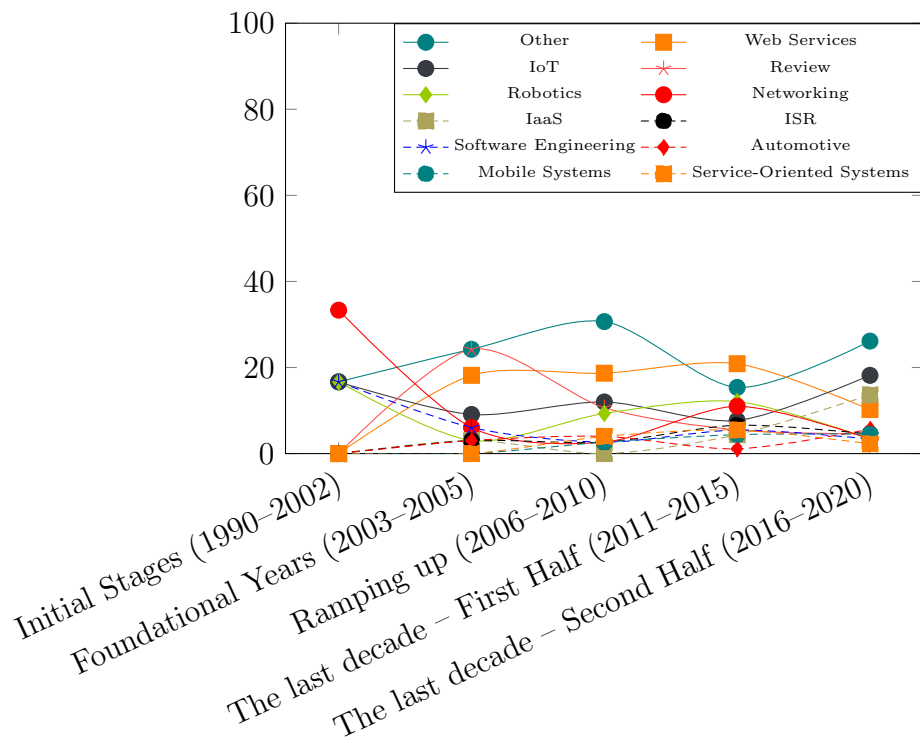 100
80
60
40
20
0
Other
Web Services
IoT
Review
Robotics
Networking
IaaS
ISR
Software Engineering
Automotive
Mobile Systems
Service-Oriented Systems
Initial Stages (1990–2002)
Foundational Years (2003–2005)
Ramping up (2006–2010)
The last decade – First Half (2011–2015)
The last decade – Second Half (2016–2020)